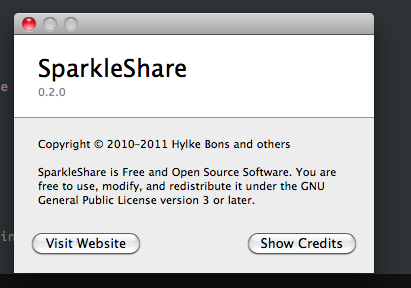 SparkleShare
0.2.0
e
Copyright © 2010-2011 Hylke Bons and others
SparkleShare is Free and Open Source Software. You are
free to use, modify, and redistribute it under the GNU
General Public License version 3 or later.
in
Visit Website
Show Credits